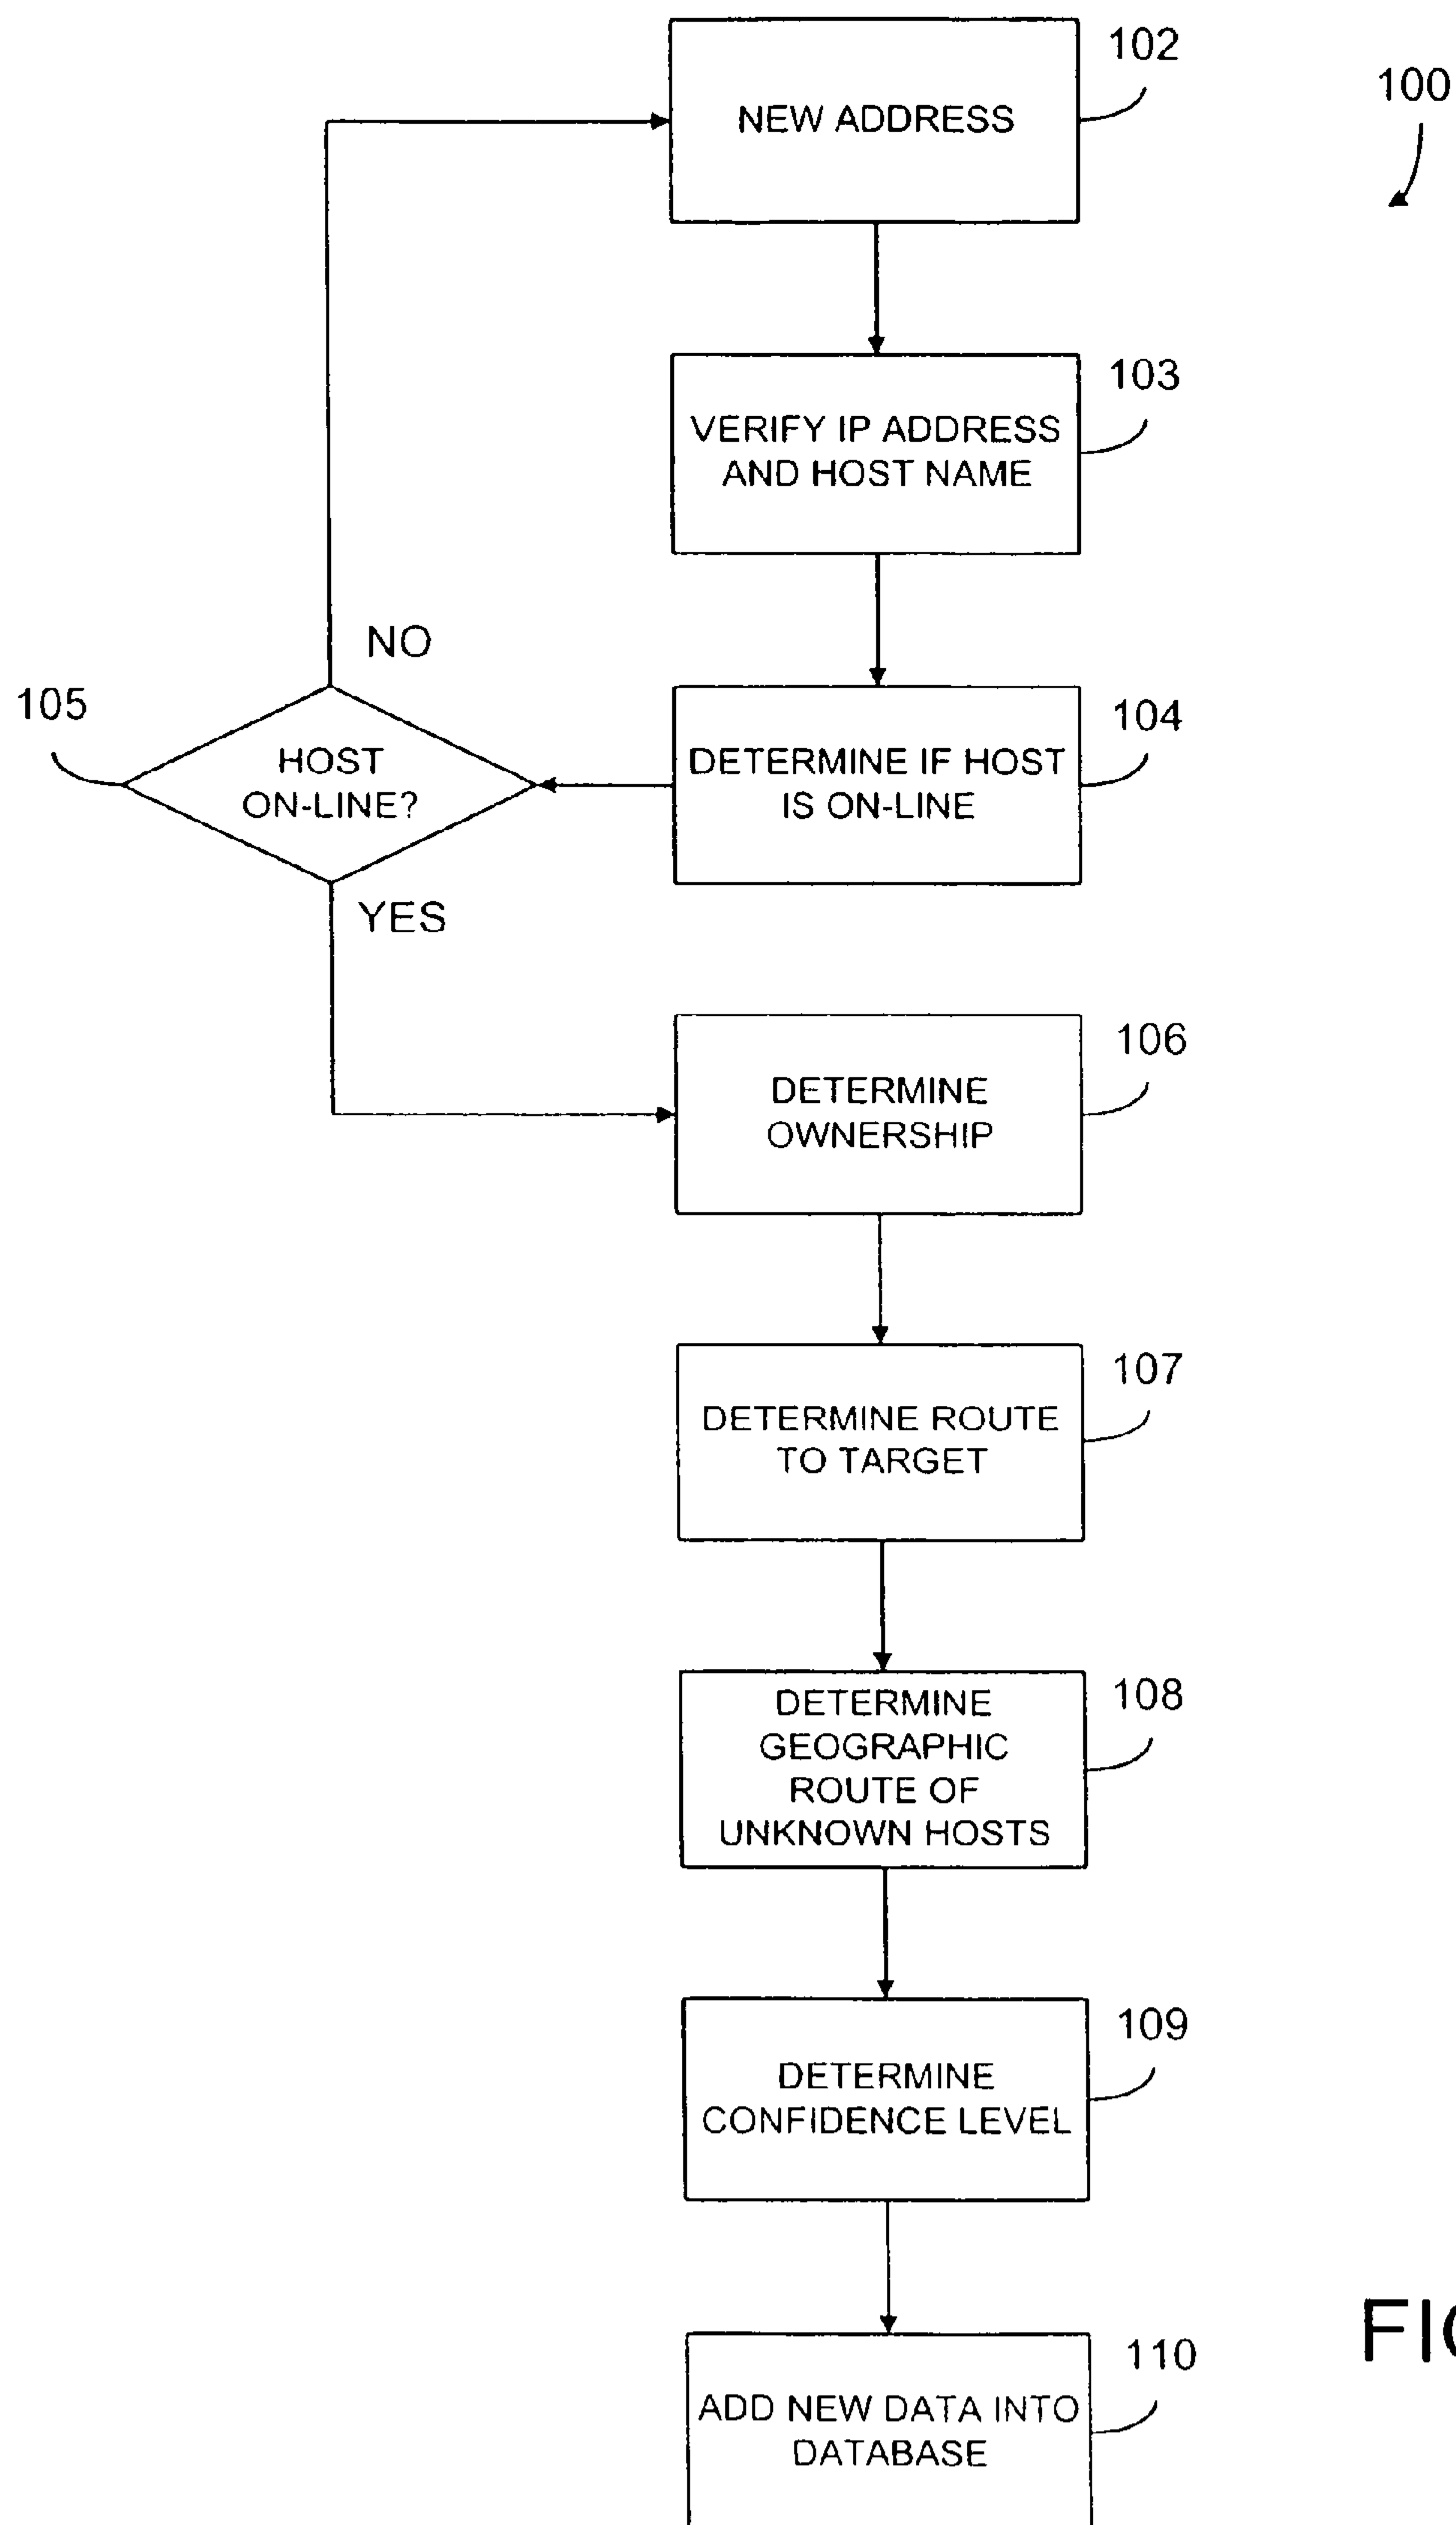 102
100
NEW ADDRESS
103
VERIFY IP ADDRESS
AND HOST NAME
NO
105
104
HOST
ON-LINE?
DETERMINE IF HOST
IS ON-LINE
YES
106
DETERMINE
OWNERSHIP
107
DETERMINE ROUTE
TO TARGET
108
DETERMINE
GEOGRAPHIC
ROUTE OF
UNKNOWN HOSTS
109
DETERMINE
CONFIDENCE LEVEL
110
ADD NEW DATA INTO
DATABASE